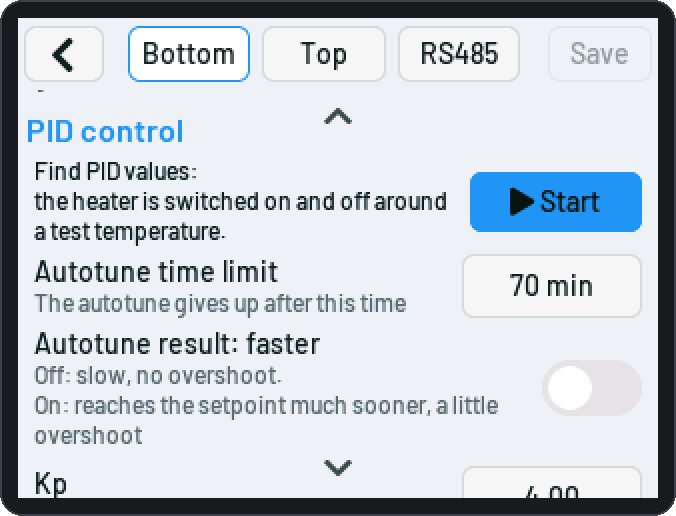 Bottom
Top
RS485
Save
PID control
Find PID values:
the heater is switched on and off around
a test temperature.
Start
Autotune time limit
The autotune gives up after this time
70 min
Autotune result: faster
Off: slow, no overshoot.
On: reaches the setpoint much sooner, a little
overshoot
Kp
4.00